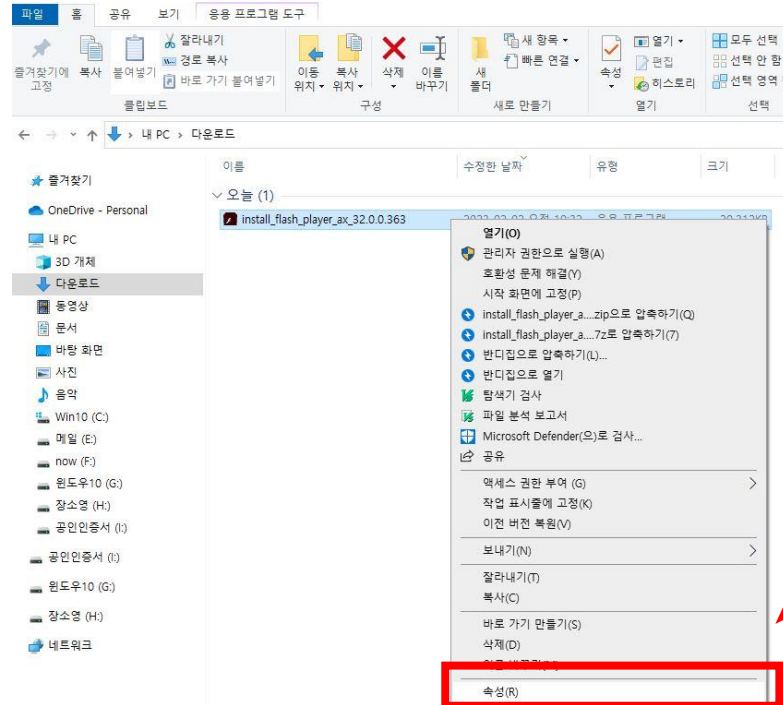 파일 홈 공유 보기 응용 프로그램 도구
즐겨찾기에 고정
복사
붙여넣기
잘라내기
경로 복사
바로 가기 붙여넣기
이동 위치
복사 위치
삭제
이름 바꾸기
새 폴더
새 항목
빠른 연결
속성
열기
편집
히스토리
모두 선택
선택 안 함
선택 영역
클립보드 구성 새로 만들기 열기 선택
내 PC > 다운로드
이름 수정한 날짜 유형 크기
오늘 (1)
install_flash_player_ax_32.0.0.363
즐겨찾기
OneDrive - Personal
내 PC
3D 개체
다운로드
동영상
문서
바탕 화면
사진
음악
Win10 (C:)
메일 (E:)
now (F:)
윈도우10 (G:)
장소영 (H:)
공인인증서 (I:)
공인인증서 (I:)
윈도우10 (G:)
장소영 (H:)
네트워크
열기(O)
관리자 권한으로 실행(A)
호환성 문제 해결(Y)
시작 화면에 고정(P)
install_flash_player_a....zip으로 압축하기(Q)
install_flash_player_a....7z로 압축하기(7)
반디집으로 압축하기(L)...
반디집으로 열기
탐색기 검사
파일 분석 보고서
Microsoft Defender(으)로 검사...
공유
액세스 권한 부여 (G)
작업 표시줄에 고정(K)
이전 버전 복원(V)
보내기(N)
잘라내기(T)
복사(C)
바로 가기 만들기(S)
삭제(D)
속성(R)